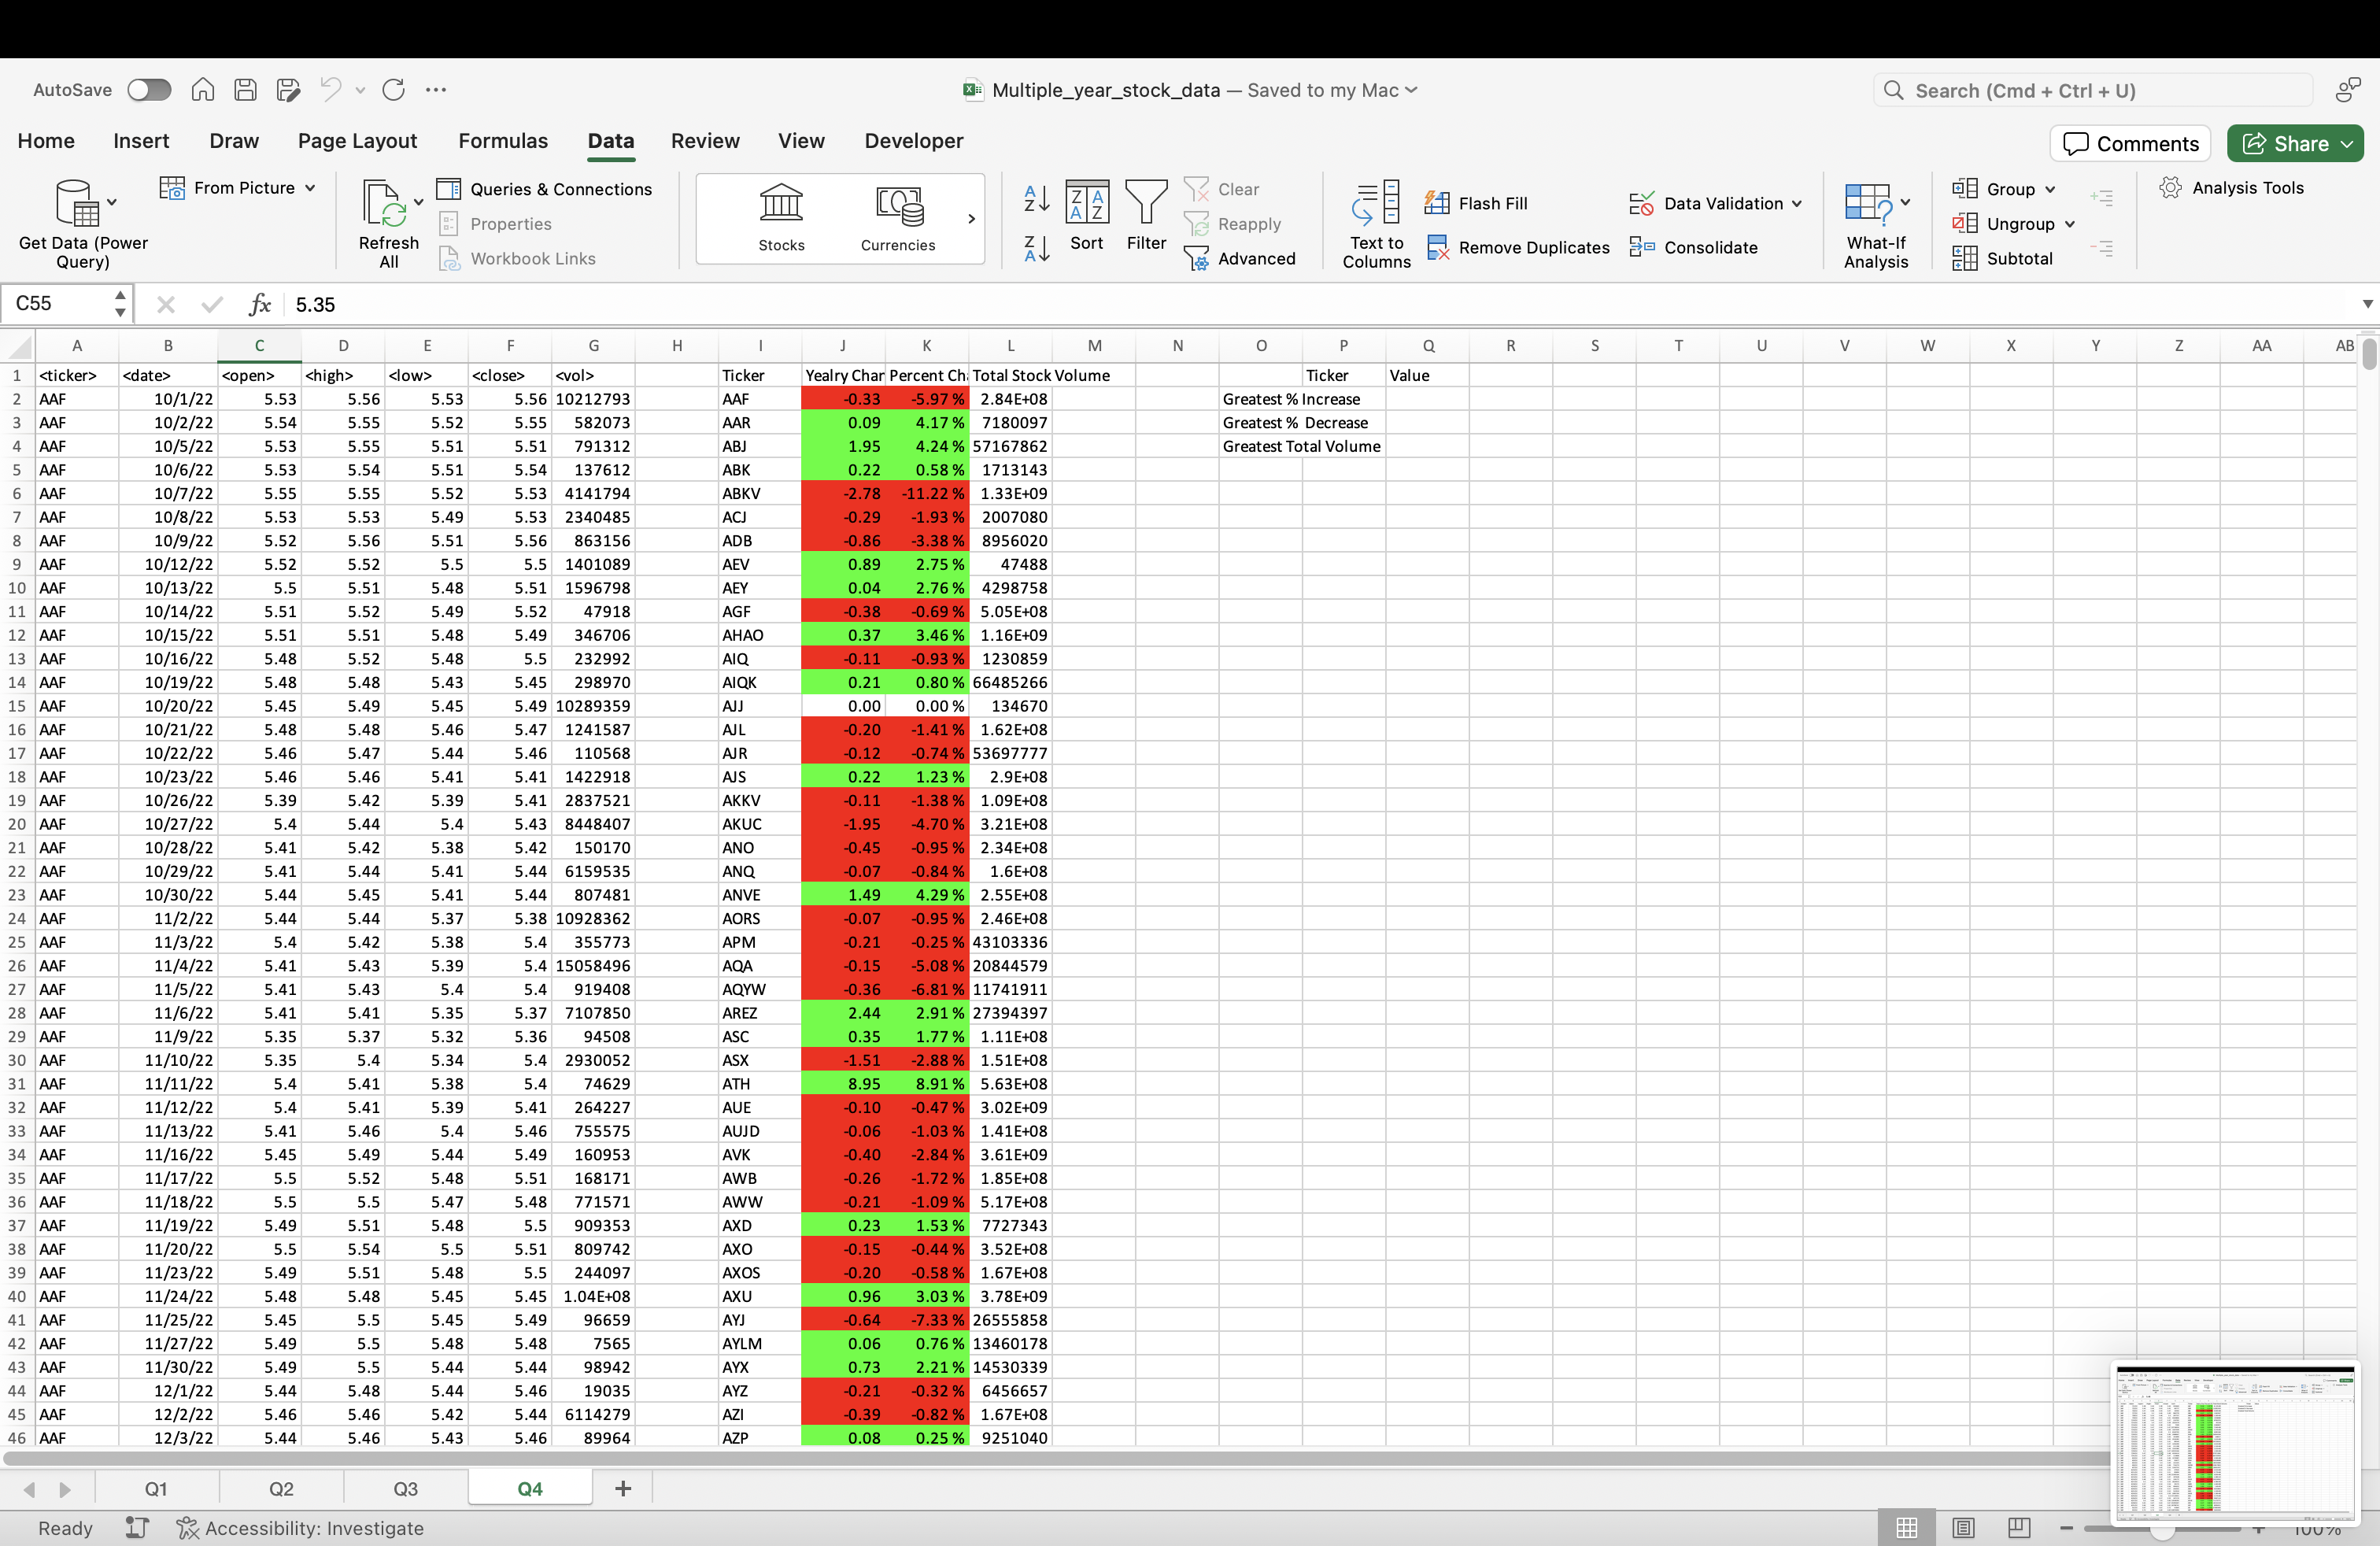 AutoSave Multiple_year_stock_data — Saved to my Mac Search (Cmd + Ctrl + U)
Home Insert Draw Page Layout Formulas Data Review View Developer Comments Share
Get Data (Power Query) From Picture Refresh All Queries & Connections Properties Workbook Links Stocks Currencies Sort Filter Clear Reapply Advanced Text to Columns Flash Fill Remove Duplicates Data Validation Consolidate What-If Analysis Group Ungroup Subtotal Analysis Tools
C55 fx 5.35
A B C D E F G H I J K L M N O P Q R S T U V W X Y Z AA AB
1 <ticker> <date> <open> <high> <low> <close> <vol> Ticker Yealry Char Percent Ch Total Stock Volume Ticker Value
2 AAF 10/1/22 5.53 5.56 5.53 5.56 10212793 AAF -0.33 -5.97 % 2.84E+08 Greatest % Increase
3 AAF 10/2/22 5.54 5.55 5.52 5.55 582073 AAR 0.09 4.17 % 7180097 Greatest % Decrease
4 AAF 10/5/22 5.53 5.55 5.51 5.51 791312 ABJ 1.95 4.24 % 57167862 Greatest Total Volume
5 AAF 10/6/22 5.53 5.54 5.51 5.54 137612 ABK 0.22 0.58 % 1713143
6 AAF 10/7/22 5.55 5.55 5.52 5.53 4141794 ABKV -2.78 -11.22 % 1.33E+09
7 AAF 10/8/22 5.53 5.53 5.49 5.53 2340485 ACJ -0.29 -1.93 % 2007080
8 AAF 10/9/22 5.52 5.56 5.51 5.56 863156 ADB -0.86 -3.38 % 8956020
9 AAF 10/12/22 5.52 5.52 5.5 5.5 1401089 AEV 0.89 2.75 % 47488
10 AAF 10/13/22 5.5 5.51 5.48 5.51 1596798 AEY 0.04 2.76 % 4298758
11 AAF 10/14/22 5.51 5.52 5.49 5.52 47918 AGF -0.38 -0.69 % 5.05E+08
12 AAF 10/15/22 5.51 5.51 5.48 5.49 346706 AHAO 0.37 3.46 % 1.16E+09
13 AAF 10/16/22 5.48 5.52 5.48 5.5 232992 AIQ -0.11 -0.93 % 1230859
14 AAF 10/19/22 5.48 5.48 5.43 5.45 298970 AIQK 0.21 0.80 % 66485266
15 AAF 10/20/22 5.45 5.49 5.45 5.49 10289359 AJJ 0.00 0.00 % 134670
16 AAF 10/21/22 5.48 5.48 5.46 5.47 1241587 AJL -0.20 -1.41 % 1.62E+08
17 AAF 10/22/22 5.46 5.47 5.44 5.46 110568 AJR -0.12 -0.74 % 53697777
18 AAF 10/23/22 5.46 5.46 5.41 5.41 1422918 AJS 0.22 1.23 % 2.9E+08
19 AAF 10/26/22 5.39 5.42 5.39 5.41 2837521 AKKV -0.11 -1.38 % 1.09E+08
20 AAF 10/27/22 5.4 5.44 5.4 5.43 8448407 AKUC -1.95 -4.70 % 3.21E+08
21 AAF 10/28/22 5.41 5.42 5.38 5.42 150170 ANO -0.45 -0.95 % 2.34E+08
22 AAF 10/29/22 5.41 5.44 5.41 5.44 6159535 ANQ -0.07 -0.84 % 1.6E+08
23 AAF 10/30/22 5.44 5.45 5.41 5.44 807481 ANVE 1.49 4.29 % 2.55E+08
24 AAF 11/2/22 5.44 5.44 5.37 5.38 10928362 AORS -0.07 -0.95 % 2.46E+08
25 AAF 11/3/22 5.4 5.42 5.38 5.4 355773 APM -0.21 -0.25 % 43103336
26 AAF 11/4/22 5.41 5.43 5.39 5.4 15058496 AQA -0.15 -5.08 % 20844579
27 AAF 11/5/22 5.41 5.43 5.4 5.4 919408 AQYW -0.36 -6.81 % 11741911
28 AAF 11/6/22 5.41 5.41 5.35 5.37 7107850 AREZ 2.44 2.91 % 27394397
29 AAF 11/9/22 5.35 5.37 5.32 5.36 94508 ASC 0.35 1.77 % 1.11E+08
30 AAF 11/10/22 5.35 5.4 5.34 5.4 2930052 ASX -1.51 -2.88 % 1.51E+08
31 AAF 11/11/22 5.4 5.41 5.38 5.4 74629 ATH 8.95 8.91 % 5.63E+08
32 AAF 11/12/22 5.4 5.41 5.39 5.41 264227 AUE -0.10 -0.47 % 3.02E+09
33 AAF 11/13/22 5.41 5.46 5.4 5.46 755575 AUJD -0.06 -1.03 % 1.41E+08
34 AAF 11/16/22 5.45 5.49 5.44 5.49 160953 AVK -0.40 -2.84 % 3.61E+09
35 AAF 11/17/22 5.5 5.52 5.48 5.51 168171 AWB -0.26 -1.72 % 1.85E+08
36 AAF 11/18/22 5.5 5.5 5.47 5.48 771571 AWW -0.21 -1.09 % 5.17E+08
37 AAF 11/19/22 5.49 5.51 5.48 5.5 909353 AXD 0.23 1.53 % 7727343
38 AAF 11/20/22 5.5 5.54 5.5 5.51 809742 AXO -0.15 -0.44 % 3.52E+08
39 AAF 11/23/22 5.49 5.51 5.48 5.5 244097 AXOS -0.20 -0.58 % 1.67E+08
40 AAF 11/24/22 5.48 5.48 5.45 5.45 1.04E+08 AXU 0.96 3.03 % 3.78E+09
41 AAF 11/25/22 5.45 5.5 5.45 5.49 96659 AYJ -0.64 -7.33 % 26555858
42 AAF 11/27/22 5.49 5.5 5.48 5.48 7565 AYLM 0.06 0.76 % 13460178
43 AAF 11/30/22 5.49 5.5 5.44 5.44 98942 AYX 0.73 2.21 % 14530339
44 AAF 12/1/22 5.44 5.48 5.44 5.46 19035 AYZ -0.21 -0.32 % 6456657
45 AAF 12/2/22 5.46 5.46 5.42 5.44 6114279 AZI -0.39 -0.82 % 1.67E+08
46 AAF 12/3/22 5.44 5.46 5.43 5.46 89964 AZP 0.08 0.25 % 9251040
Q1 Q2 Q3 Q4 +
Ready Accessibility: Investigate 100%